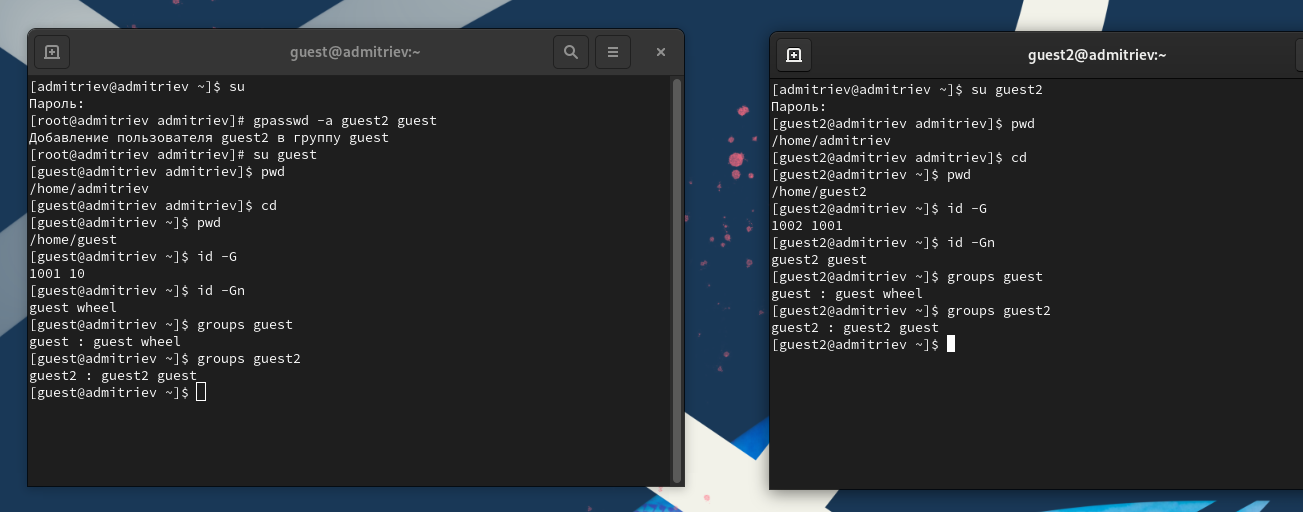 guest@admitriev:~
[admitriev@admitriev ~]$ su
Пароль:
[root@admitriev admitriev]# gpasswd -a guest2 guest
Добавление пользователя guest2 в группу guest
[root@admitriev admitriev]# su guest
[guest@admitriev admitriev]$ pwd
/home/admitriev
[guest@admitriev admitriev]$ cd
[guest@admitriev ~]$ pwd
/home/guest
[guest@admitriev ~]$ id -G
1001 10
[guest@admitriev ~]$ id -Gn
guest wheel
[guest@admitriev ~]$ groups guest
guest : guest wheel
[guest@admitriev ~]$ groups guest2
guest2 : guest2 guest
[guest@admitriev ~]$
guest2@admitriev:~
[admitriev@admitriev ~]$ su guest2
Пароль:
[guest2@admitriev admitriev]$ pwd
/home/admitriev
[guest2@admitriev admitriev]$ cd
[guest2@admitriev ~]$ pwd
/home/guest2
[guest2@admitriev ~]$ id -G
1002 1001
[guest2@admitriev ~]$ id -Gn
guest2 guest
[guest2@admitriev ~]$ groups guest
guest : guest wheel
[guest2@admitriev ~]$ groups guest2
guest2 : guest2 guest
[guest2@admitriev ~]$